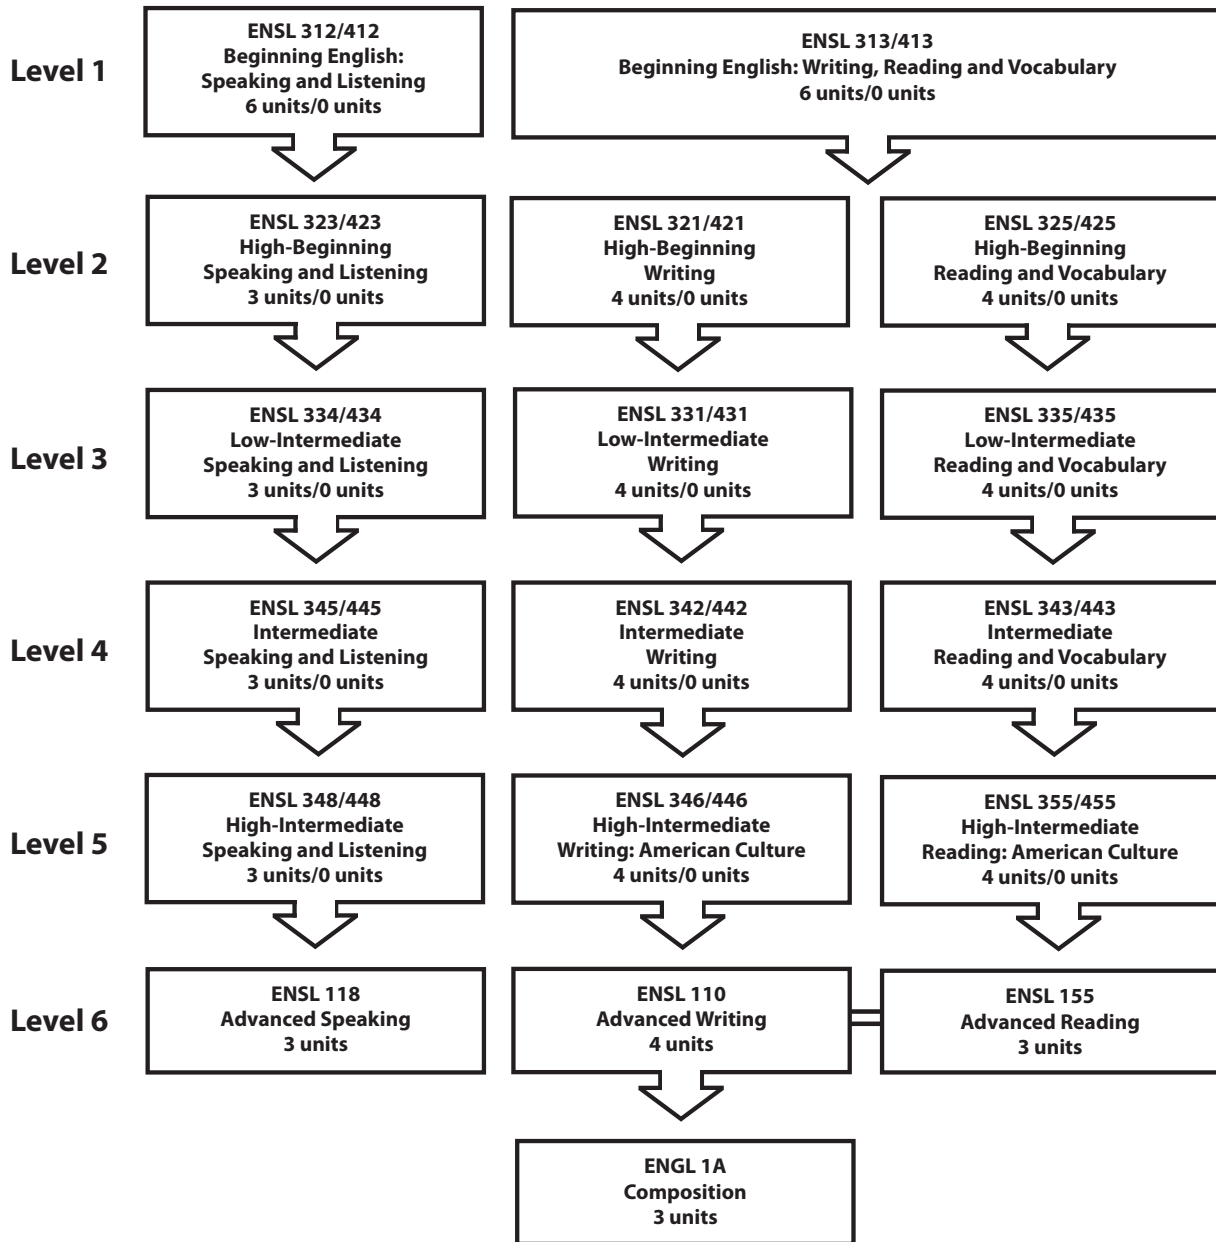 Level 1
ENSL 312/412
Beginning English:
Speaking and Listening
6 units/0 units
ENSL 313/413
Beginning English: Writing, Reading and Vocabulary
6 units/0 units
Level 2
ENSL 323/423
High-Beginning
Speaking and Listening
3 units/0 units
ENSL 321/421
High-Beginning
Writing
4 units/0 units
ENSL 325/425
High-Beginning
Reading and Vocabulary
4 units/0 units
Level 3
ENSL 334/434
Low-Intermediate
Speaking and Listening
3 units/0 units
ENSL 331/431
Low-Intermediate
Writing
4 units/0 units
ENSL 335/435
Low-Intermediate
Reading and Vocabulary
4 units/0 units
Level 4
ENSL 345/445
Intermediate
Speaking and Listening
3 units/0 units
ENSL 342/442
Intermediate
Writing
4 units/0 units
ENSL 343/443
Intermediate
Reading and Vocabulary
4 units/0 units
Level 5
ENSL 348/448
High-Intermediate
Speaking and Listening
3 units/0 units
ENSL 346/446
High-Intermediate
Writing: American Culture
4 units/0 units
ENSL 355/455
High-Intermediate
Reading: American Culture
4 units/0 units
Level 6
ENSL 118
Advanced Speaking
3 units
ENSL 110
Advanced Writing
4 units
ENSL 155
Advanced Reading
3 units
ENGL 1A
Composition
3 units